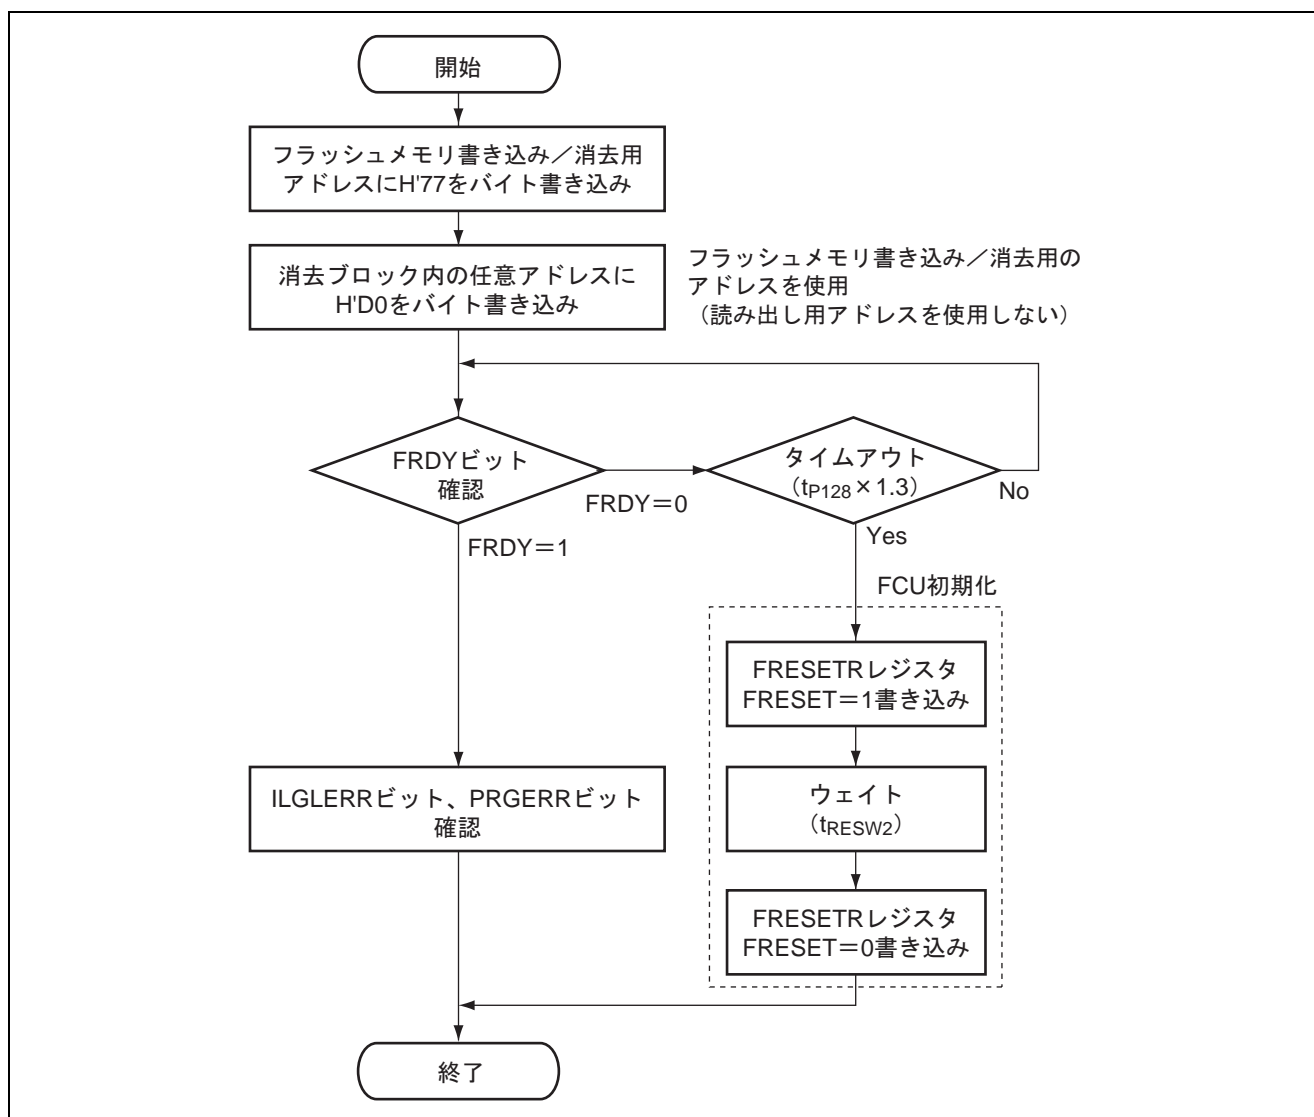 開始
フラッシュメモリ書き込み／消去用
アドレスにH'77をバイト書き込み
消去ブロック内の任意アドレスに
H'D0をバイト書き込み
フラッシュメモリ書き込み／消去用の
アドレスを使用
（読み出し用アドレスを使用しない）
FRDYビット
確認
FRDY＝0
タイムアウト
（tP128×1.3）
No
Yes
FRDY＝1
FCU初期化
FRESETRレジスタ
FRESET＝1書き込み
ウェイト
（tRESW2）
FRESETRレジスタ
FRESET＝0書き込み
ILGLERRビット、PRGERRビット
確認
終了